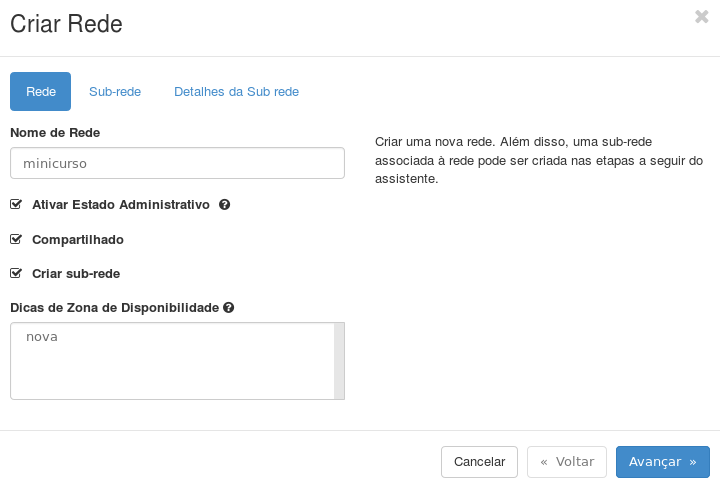 Criar Rede
Rede
Sub-rede
Detalhes da Sub rede
Nome de Rede
minicurso
Ativar Estado Administrativo
Compartilhado
Criar sub-rede
Dicas de Zona de Disponibilidade
nova
Criar uma nova rede. Além disso, uma sub-rede
associada à rede pode ser criada nas etapas a seguir do
assistente.
Cancelar
« Voltar
Avançar »